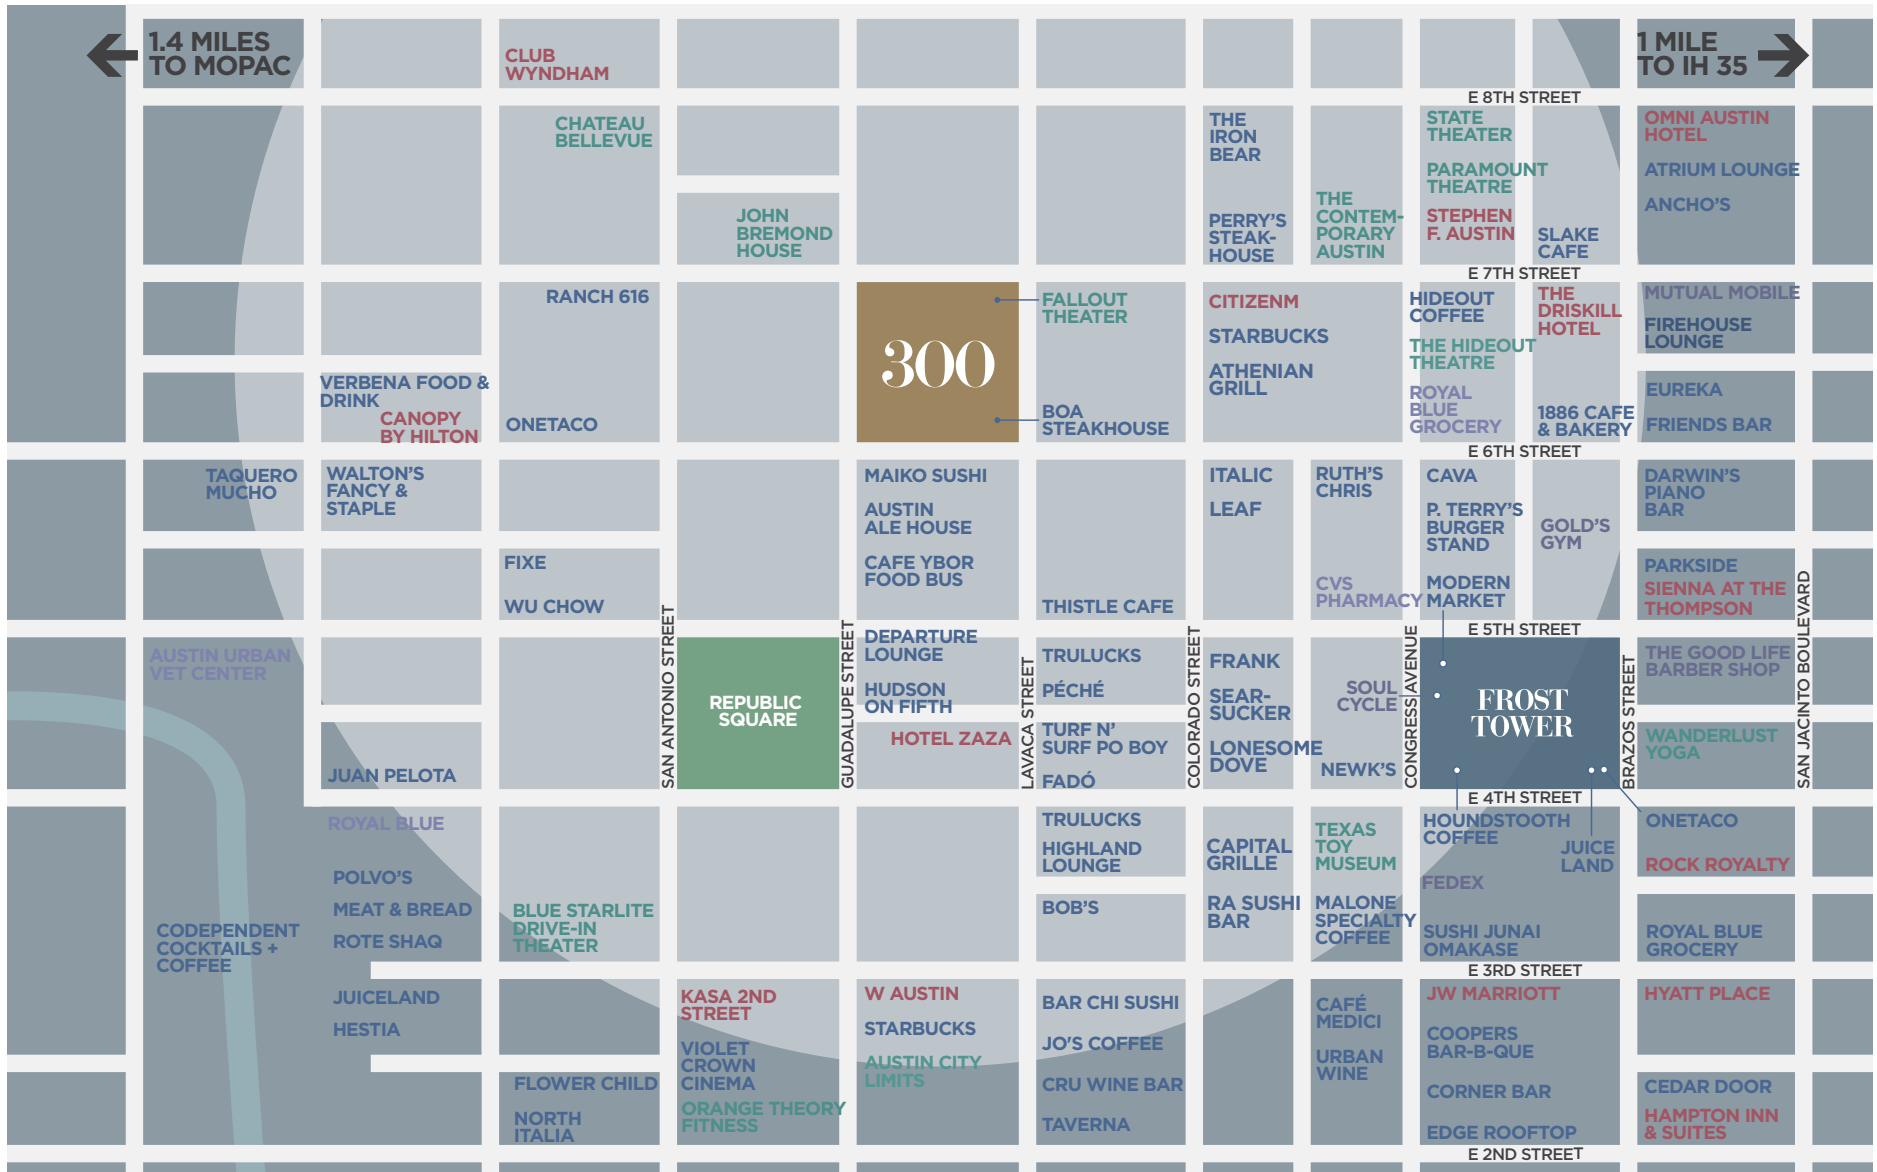 1.4 MILES
TO MOPAC
CLUB
WYNDHAM
1 MILE
TO IH 35
E 8TH STREET
CHATEAU
BELLEVUE
JOHN
BREMOND
HOUSE
THE
IRON
BEAR
PERRY'S
STEAK-
HOUSE
THE
CONTEM-
PORARY
AUSTIN
STATE
THEATER
PARAMOUNT
THEATRE
STEPHEN
F. AUSTIN
SLAKE
CAFE
OMNI AUSTIN
HOTEL
ATRIUM LOUNGE
ANCHO'S
E 7TH STREET
RANCH 616
VERBENA FOOD &
DRINK
CANOPY
BY HILTON
ONETACO
300
FALLOUT
THEATER
BOA
STEAKHOUSE
CITIZENM
STARBUCKS
ATHENIAN
GRILL
HIDEOUT
COFFEE
THE HIDEOUT
THEATRE
ROYAL
BLUE
GROCERY
THE
DRISKILL
HOTEL
1886 CAFE
& BAKERY
MUTUAL MOBILE
FIREHOUSE
LOUNGE
EUREKA
FRIENDS BAR
E 6TH STREET
TAQUERO
MUCHO
WALTON'S
FANCY &
STAPLE
FIXE
WU CHOW
MAIKO SUSHI
AUSTIN
ALE HOUSE
CAFE YBOR
FOOD BUS
THISTLE CAFE
ITALIC
LEAF
RUTH'S
CHRIS
CVS
PHARMACY
CAVA
P. TERRY'S
BURGER
STAND
MODERN
MARKET
GOLD'S
GYM
DARWIN'S
PIANO
BAR
PARKSIDE
SIENNA AT THE
THOMPSON
E 5TH STREET
AUSTIN URBAN
VET CENTER
JUAN PELOTA
SAN ANTONIO STREET
REPUBLIC
SQUARE
GUADALUPE STREET
DEPARTURE
LOUNGE
HUDSON
ON FIFTH
HOTEL ZAZA
LAVACA STREET
TRULUCKS
PÉCHÉ
TURF N'
SURF PO BOY
FADÓ
COLORADO STREET
FRANK
SEAR-
SUCKER
LONESOME
DOVE
SOUL
CYCLE
NEWK'S
CONGRESS AVENUE
FROST
TOWER
BRAZOS STREET
THE GOOD LIFE
BARBER SHOP
WANDERLUST
YOGA
SAN JACINTO BOULEVARD
E 4TH STREET
ROYAL BLUE
POLVO'S
MEAT & BREAD
ROTE SHAQ
CODEPENDENT
COCKTAILS +
COFFEE
BLUE STARLITE
DRIVE-IN
THEATER
TRULUCKS
HIGHLAND
LOUNGE
BOB'S
CAPITAL
GRILLE
RA SUSHI
BAR
TEXAS
TOY
MUSEUM
MALONE
SPECIALTY
COFFEE
HOUNDSTOOTH
COFFEE
JUICE
LAND
FEDEX
SUSHI JUNAI
OMAKASE
ONETACO
ROCK ROYALTY
ROYAL BLUE
GROCERY
E 3RD STREET
JUICELAND
HESTIA
FLOWER CHILD
NORTH
ITALIA
KASA 2ND
STREET
VIOLET
CROWN
CINEMA
ORANGE THEORY
FITNESS
W AUSTIN
STARBUCKS
AUSTIN CITY
LIMITS
BAR CHI SUSHI
JO'S COFFEE
CRU WINE BAR
TAVERNA
CAFÉ
MEDICI
URBAN
WINE
JW MARRIOTT
COOPERS
BAR-B-QUE
CORNER BAR
EDGE ROOFTOP
HYATT PLACE
CEDAR DOOR
HAMPTON INN
& SUITES
E 2ND STREET